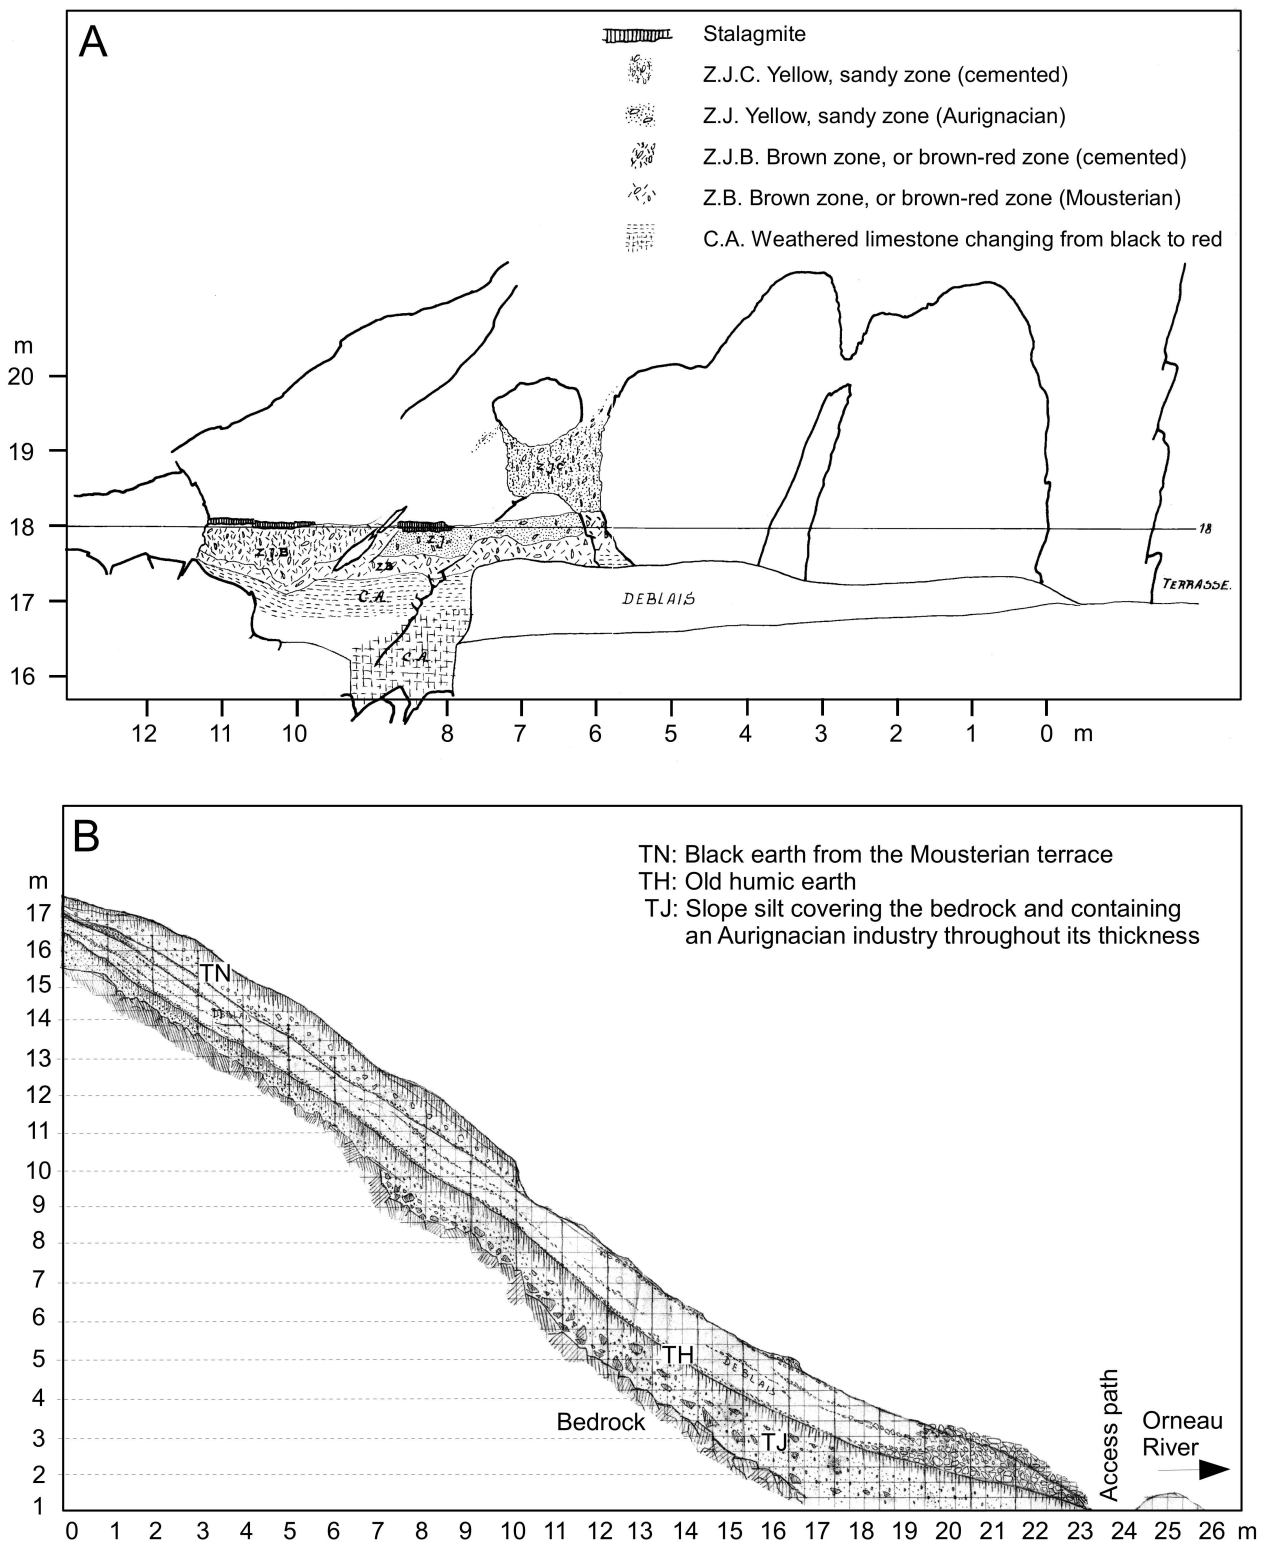 A
Stalagmite
Z.J.C. Yellow, sandy zone (cemented)
Z.J. Yellow, sandy zone (Aurignacian)
Z.J.B. Brown zone, or brown-red zone (cemented)
Z.B. Brown zone, or brown-red zone (Mousterian)
C.A. Weathered limestone changing from black to red
m
20
19
18
17
16
Z.J.C.
18
Z.J.B
Z.J.
Z.B
C.A.
C.A.
DEBLAIS
TERRASSE.
12 11 10 8 7 6 5 4 3 2 1 0 m
B
TN: Black earth from the Mousterian terrace
TH: Old humic earth
TJ: Slope silt covering the bedrock and containing
an Aurignacian industry throughout its thickness
m
17
16
15
14
13
12
11
10
9
8
7
6
5
4
3
2
1
TN
DEBLAIS
TH
DEBLAIS
Bedrock
TJ
Access path
Orneau
River
0 1 2 3 4 5 6 7 8 9 10 11 12 13 14 15 16 17 18 19 20 21 22 23 24 25 26 m